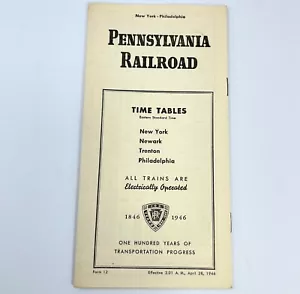 New York - Philadelphia
PENNSYLVANIA
RAILROAD
TIME TABLES
Eastern Standard Time
New York
Newark
Trenton
Philadelphia
ALL TRAINS ARE
Electrically Operated
1846 1946
ONE HUNDRED YEARS OF
TRANSPORTATION PROGRESS
Form 12 Effective 2:01 A. M., April 28, 1946